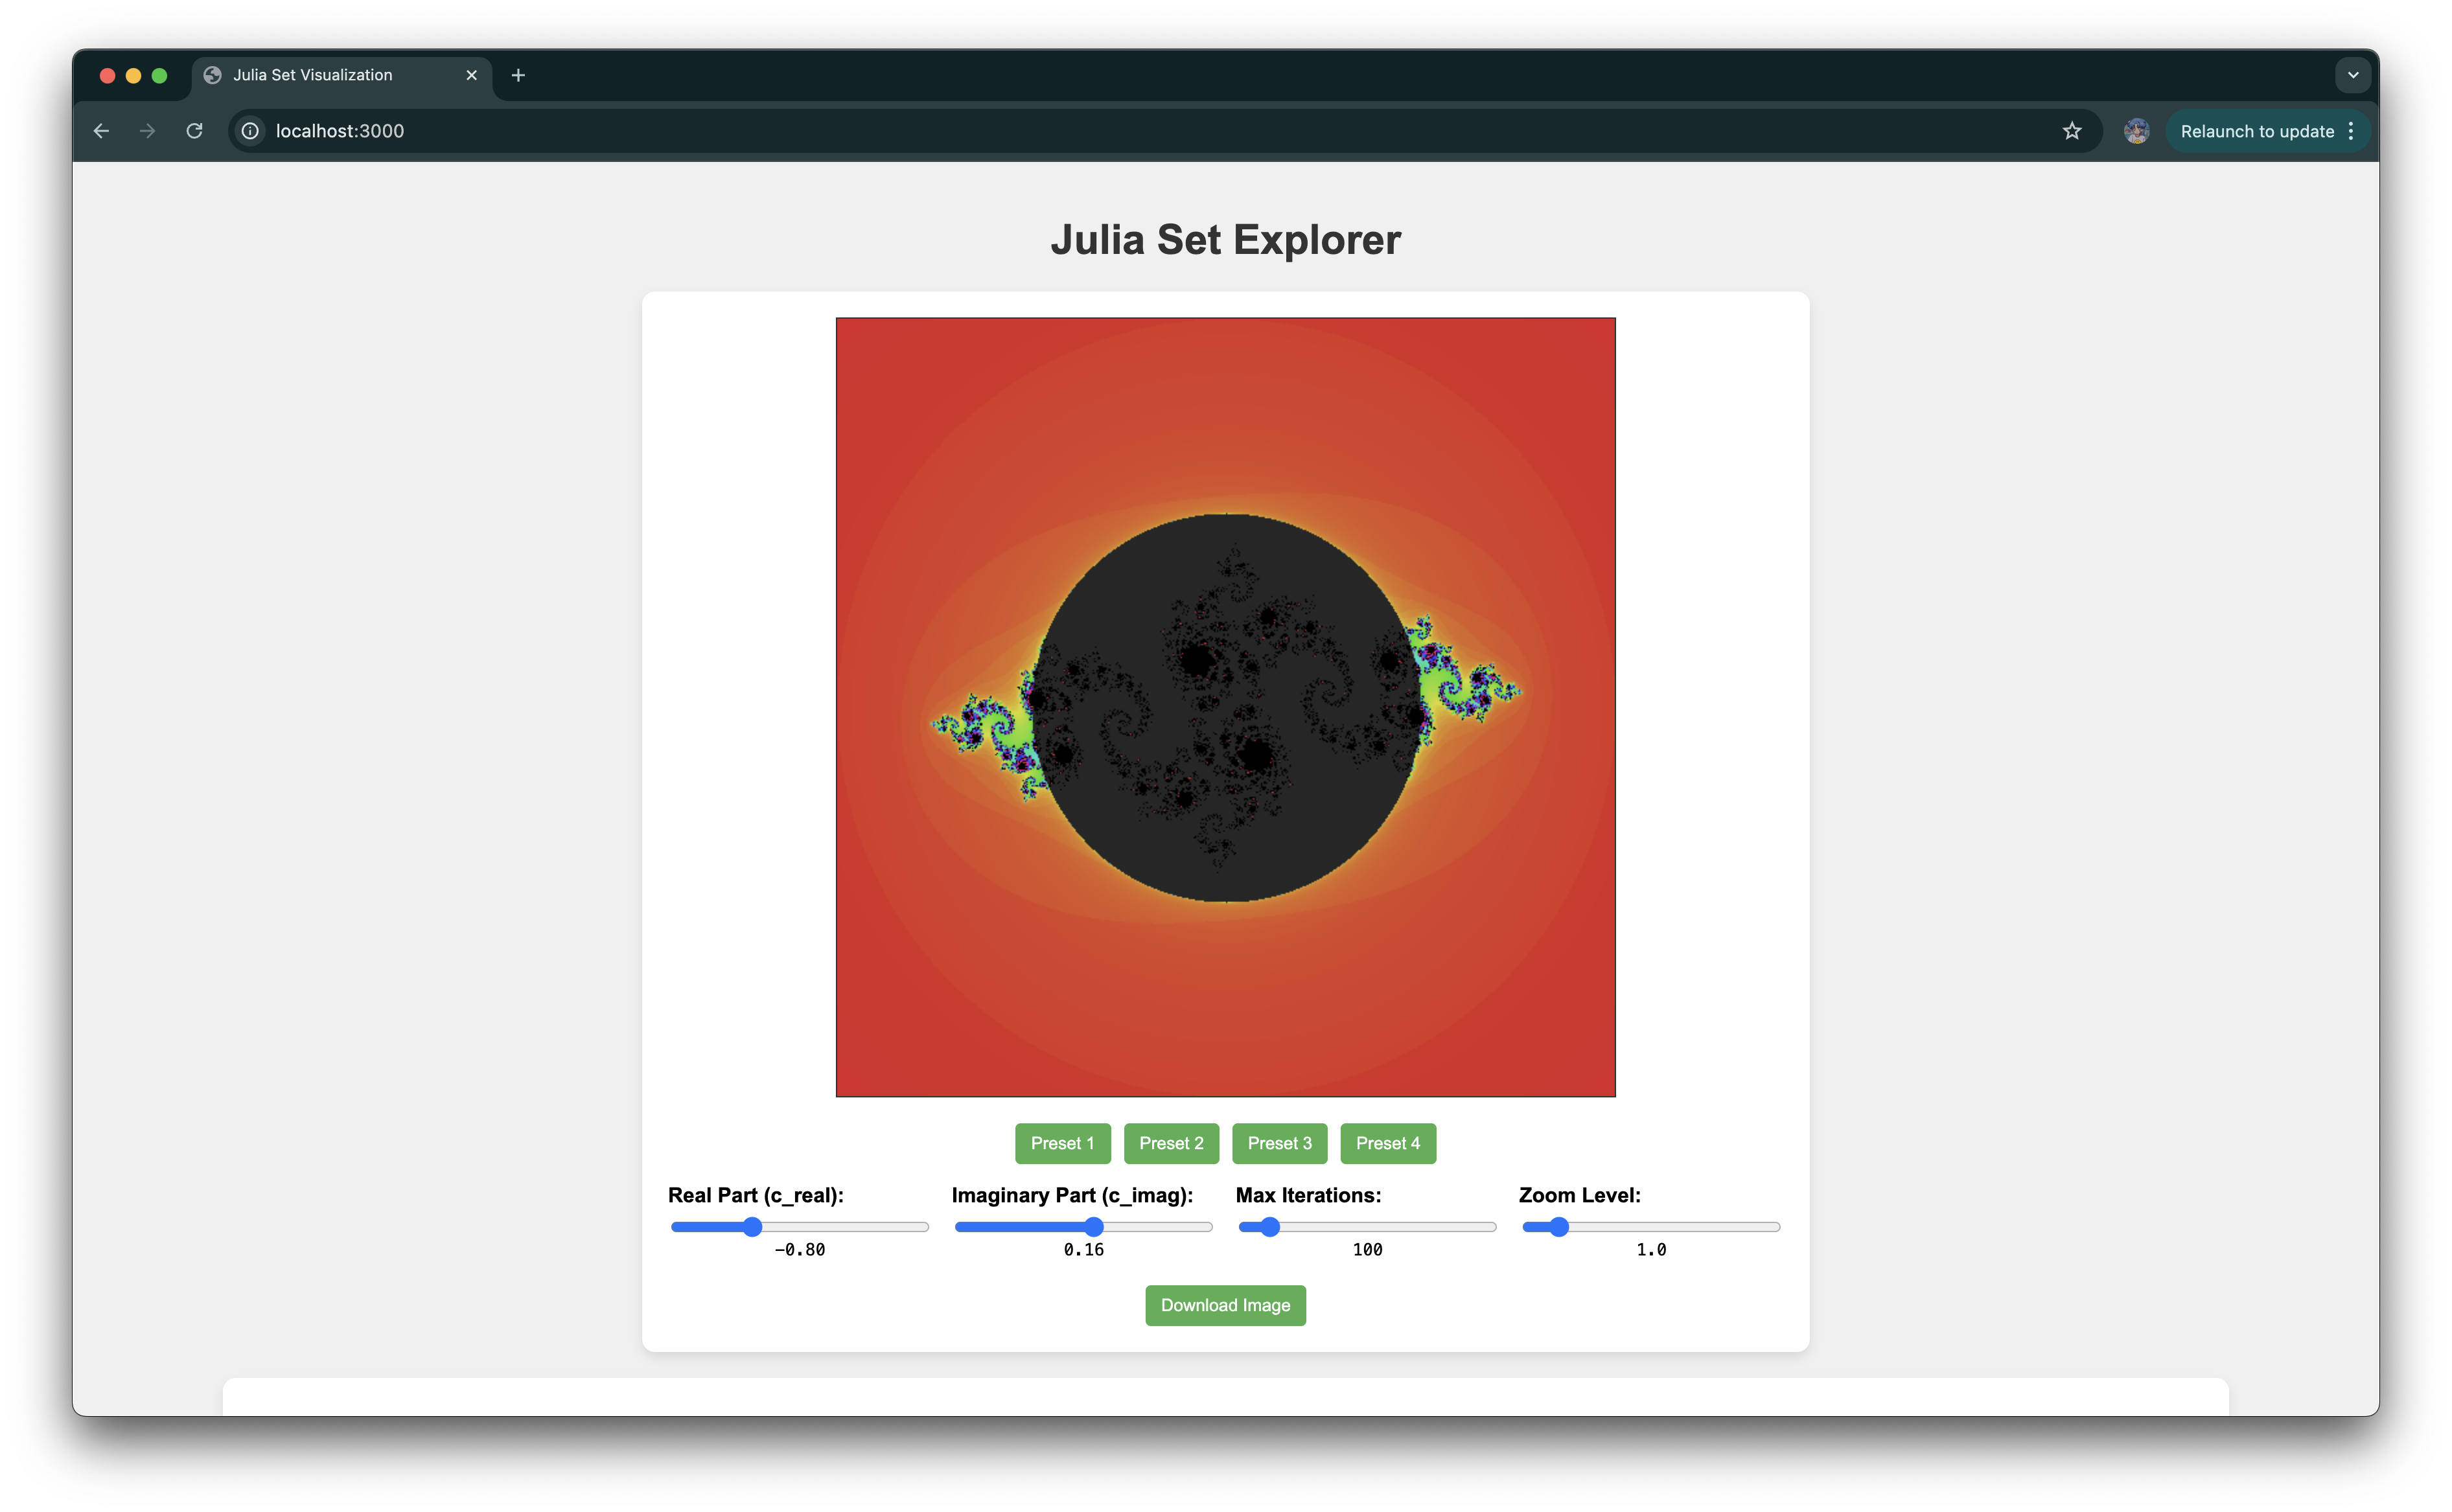 Julia Set Visualization
localhost:3000
Relaunch to update
Julia Set Explorer
Preset 1 Preset 2 Preset 3 Preset 4
Real Part (c_real): Imaginary Part (c_imag): Max Iterations: Zoom Level:
-0.80 0.16 100 1.0
Download Image